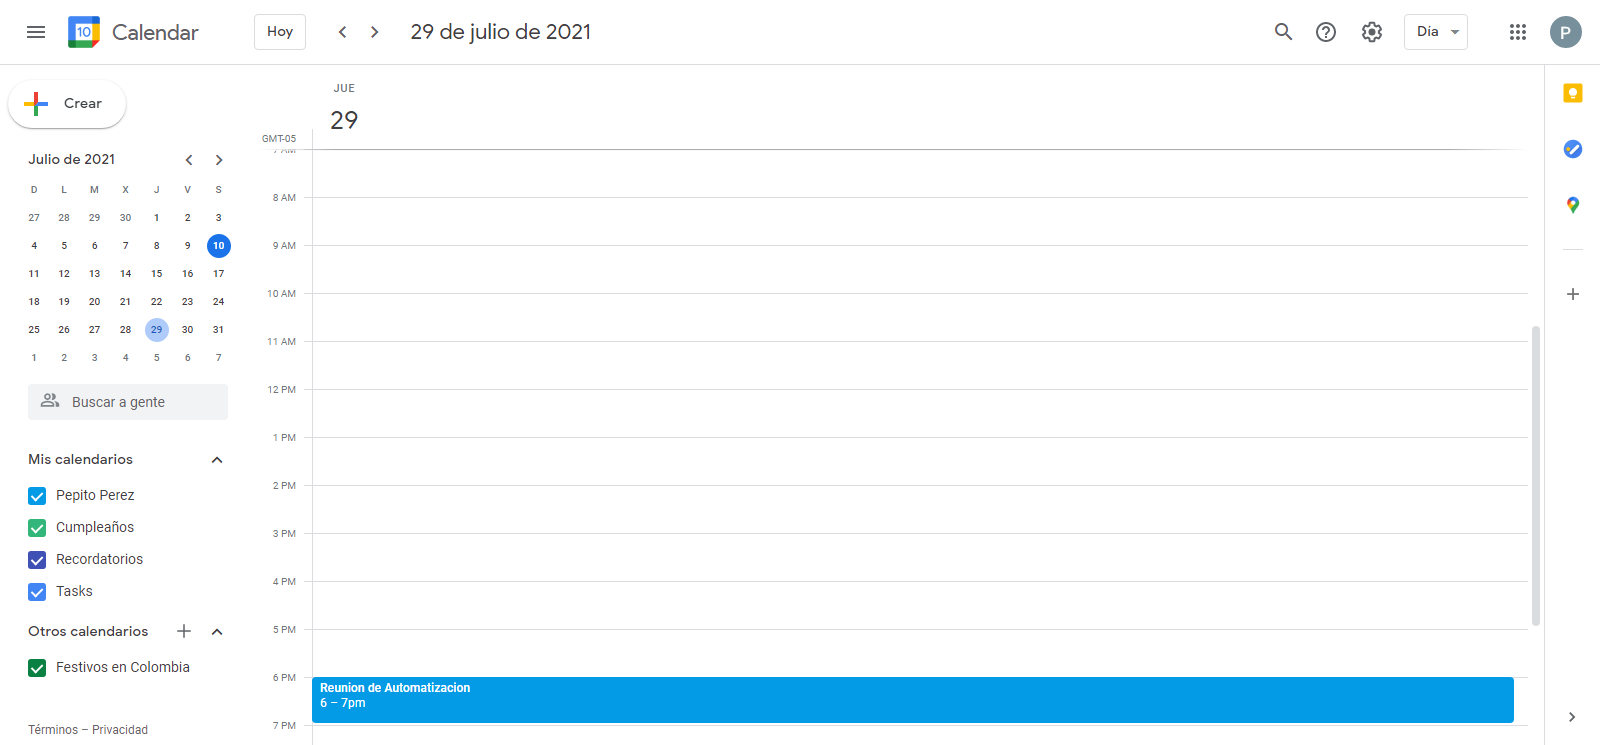 10 Calendar
Hoy
29 de julio de 2021
Día
P
Crear
JUE
29
GMT-05
Julio de 2021
D L M X J V S
27 28 29 30 1 2 3
4 5 6 7 8 9 10
11 12 13 14 15 16 17
18 19 20 21 22 23 24
25 26 27 28 29 30 31
1 2 3 4 5 6 7
Buscar a gente
Mis calendarios
Pepito Perez
Cumpleaños
Recordatorios
Tasks
Otros calendarios
Festivos en Colombia
Términos – Privacidad
7 AM
8 AM
9 AM
10 AM
11 AM
12 PM
1 PM
2 PM
3 PM
4 PM
5 PM
6 PM
Reunion de Automatizacion
6 – 7pm
7 PM